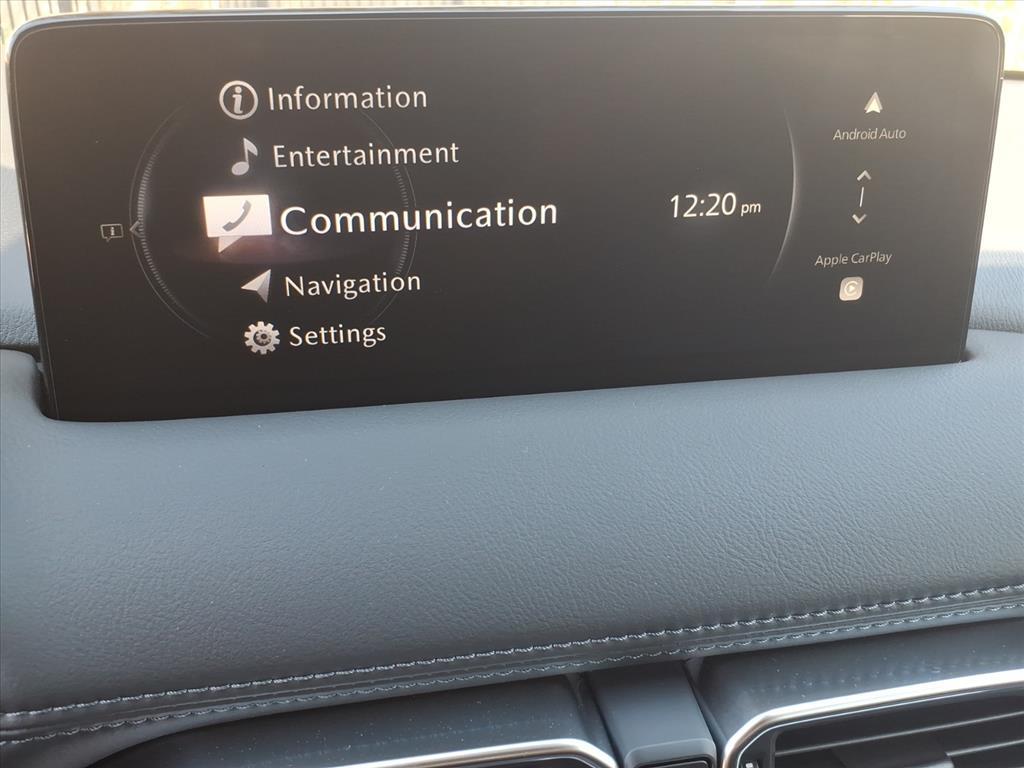 Information
Entertainment
Communication
Navigation
Settings
12:20 pm
Android Auto
Apple CarPlay